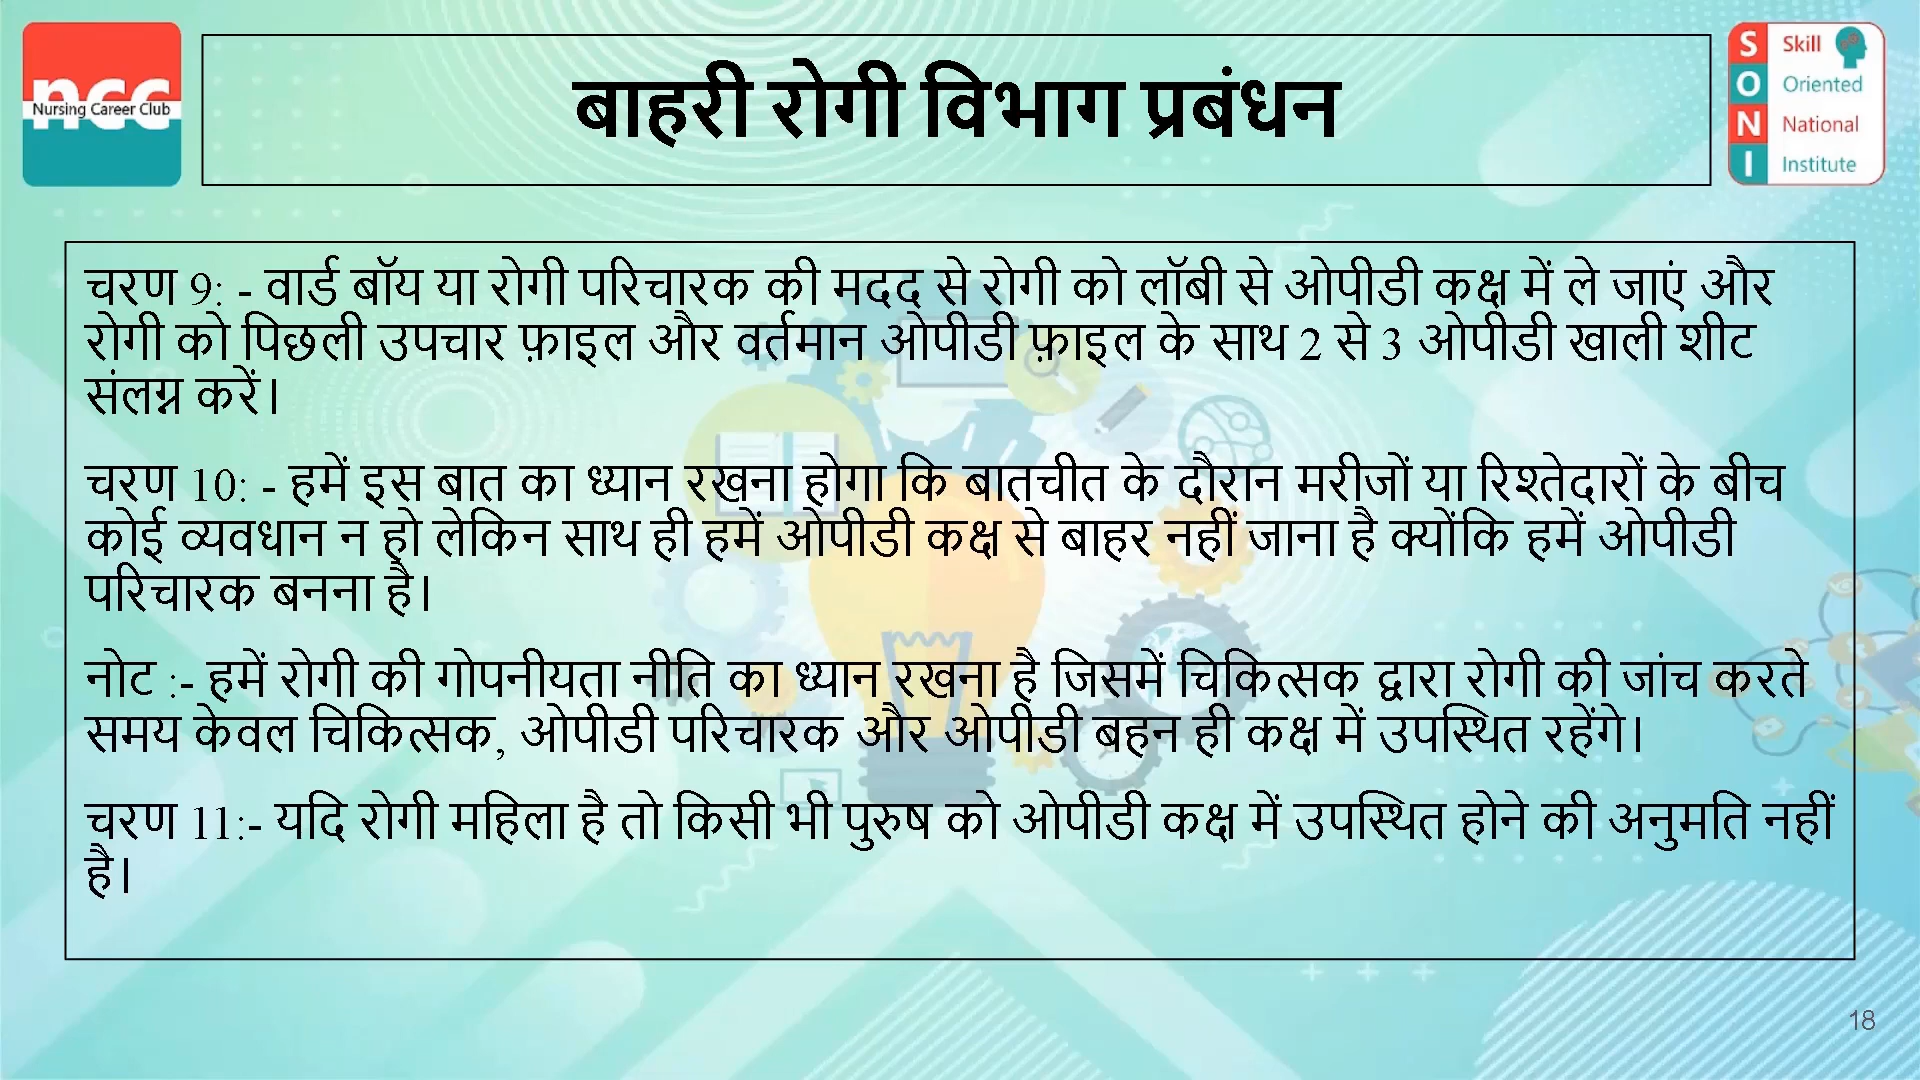 ncc
Nursing Career Club
बाहरी रोगी विभाग प्रबंधन
S Skill
O Oriented
N National
I Institute
चरण 9: - वार्ड बॉय या रोगी परिचारक की मदद से रोगी को लॉबी से ओपीडी कक्ष में ले जाएं और
रोगी को पिछली उपचार फ़ाइल और वर्तमान ओपीडी फ़ाइल के साथ 2 से 3 ओपीडी खाली शीट
संलग्न करें।
चरण 10: - हमें इस बात का ध्यान रखना होगा कि बातचीत के दौरान मरीजों या रिश्तेदारों के बीच
कोई व्यवधान न हो लेकिन साथ ही हमें ओपीडी कक्ष से बाहर नहीं जाना है क्योंकि हमें ओपीडी
परिचारक बनना है।
नोट :- हमें रोगी की गोपनीयता नीति का ध्यान रखना है जिसमें चिकित्सक द्वारा रोगी की जांच करते
समय केवल चिकित्सक, ओपीडी परिचारक और ओपीडी बहन ही कक्ष में उपस्थित रहेंगे।
चरण 11:- यदि रोगी महिला है तो किसी भी पुरुष को ओपीडी कक्ष में उपस्थित होने की अनुमति नहीं
है।
18